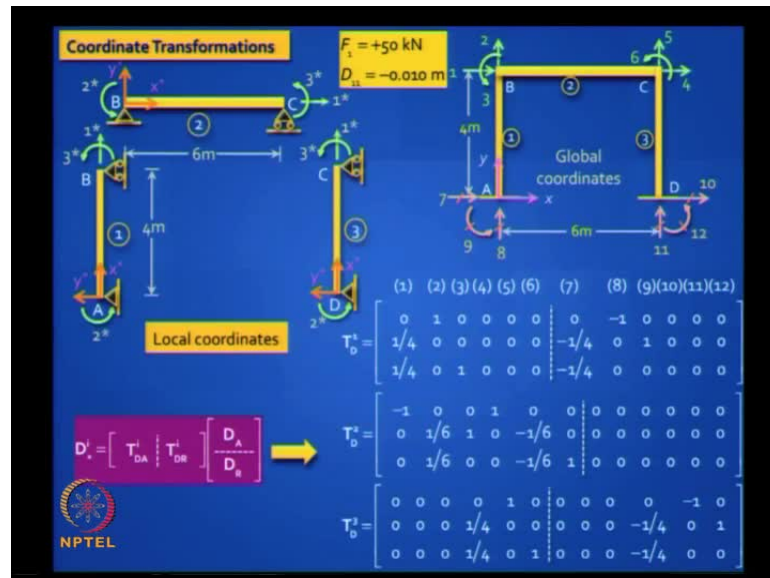 Coordinate Transformations
F₁ = +50 kN
D₁₁ = −0.010 m
y*
x*
2*
B
C
3*
1*
2
6m
1*
3*
B
1
4m
y*
x*
A
2*
1*
3*
C
3
y*
x*
D
2*
Local coordinates
2
1
3
B
2
C
5
6
4
4m
1
3
Global
coordinates
y
A
x
D
7
9
8
6m
10
11
12
(1) (2) (3) (4) (5) (6) (7) (8) (9) (10) (11) (12)
0 1 0 0 0 0 0 −1 0 0 0 0
T¹_D = 1/4 0 0 0 0 0 −1/4 0 1 0 0 0
1/4 0 1 0 0 0 −1/4 0 0 0 0 0
−1 0 0 1 0 0 0 0 0 0 0 0
T²_D = 0 1/6 1 0 −1/6 0 0 0 0 0 0 0
0 1/6 0 0 −1/6 1 0 0 0 0 0 0
0 0 0 0 1 0 0 0 0 0 −1 0
T³_D = 0 0 0 1/4 0 0 0 0 0 −1/4 0 1
0 0 0 1/4 0 1 0 0 0 −1/4 0 0
Dⁱ_* = [ Tⁱ_DA Tⁱ_DR ] [ D_A D_R ]
NPTEL